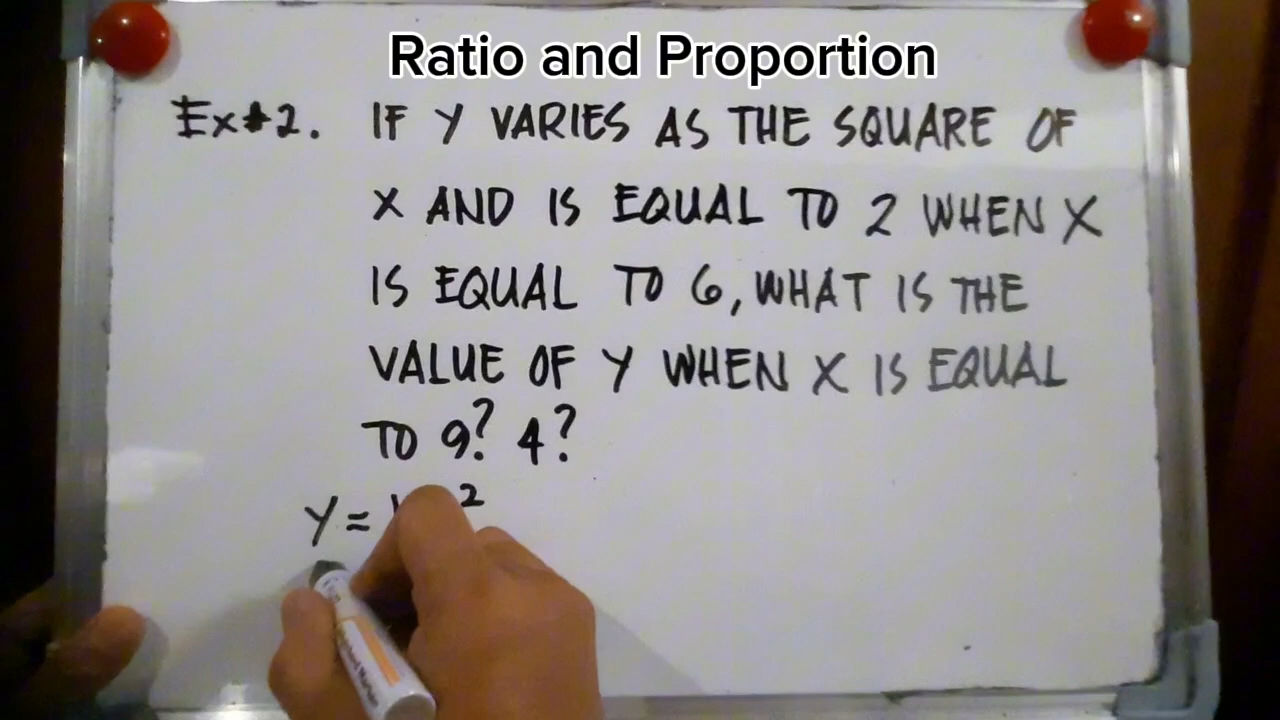 Ratio and Proportion
Ex#2. IF Y VARIES AS THE SQUARE OF
X AND IS EQUAL TO 2 WHEN X
IS EQUAL TO 6, WHAT IS THE
VALUE OF Y WHEN X IS EQUAL
TO 9? 4?
Y = 2